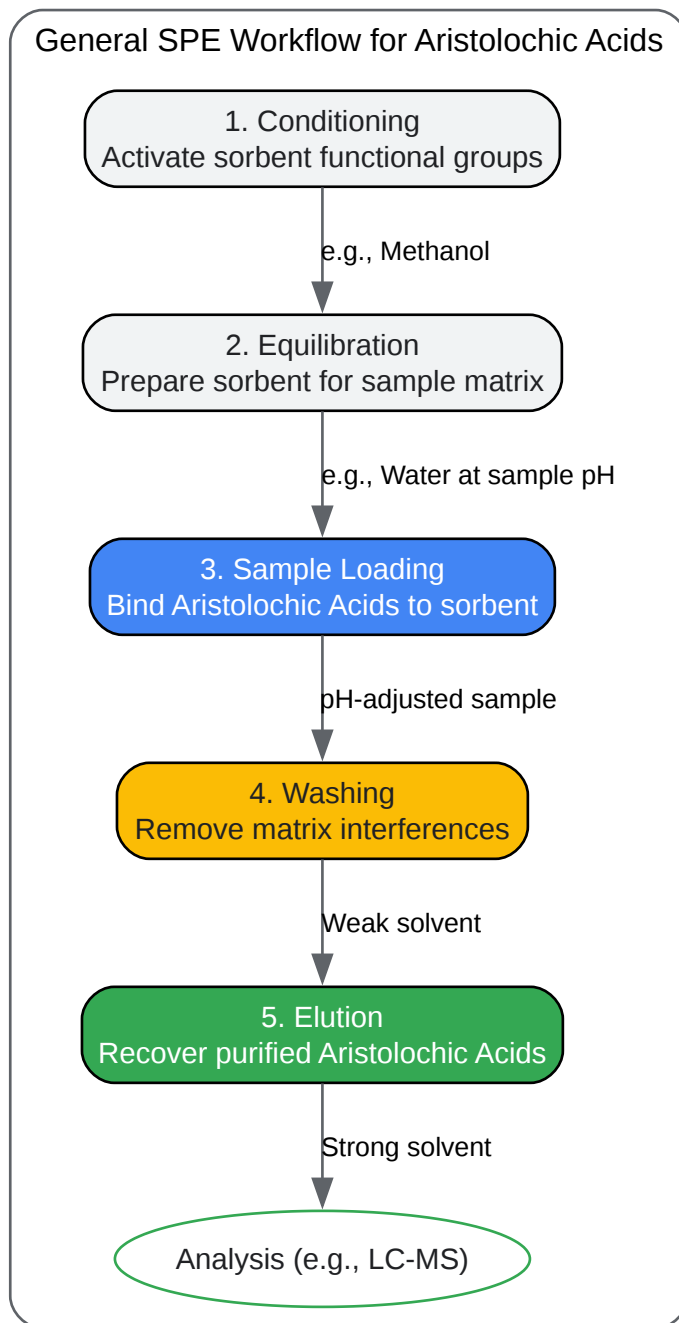 General SPE Workflow for Aristolochic Acids
1. Conditioning
Activate sorbent functional groups
e.g., Methanol
2. Equilibration
Prepare sorbent for sample matrix
e.g., Water at sample pH
3. Sample Loading
Bind Aristolochic Acids to sorbent
pH-adjusted sample
4. Washing
Remove matrix interferences
Weak solvent
5. Elution
Recover purified Aristolochic Acids
Strong solvent
Analysis (e.g., LC-MS)